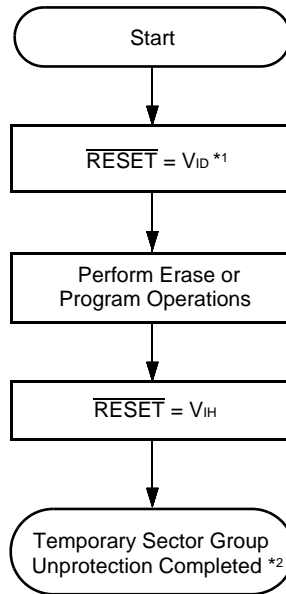 Start
RESET = VID *1
Perform Erase or
Program Operations
RESET = VIH
Temporary Sector Group
Unprotection Completed *2